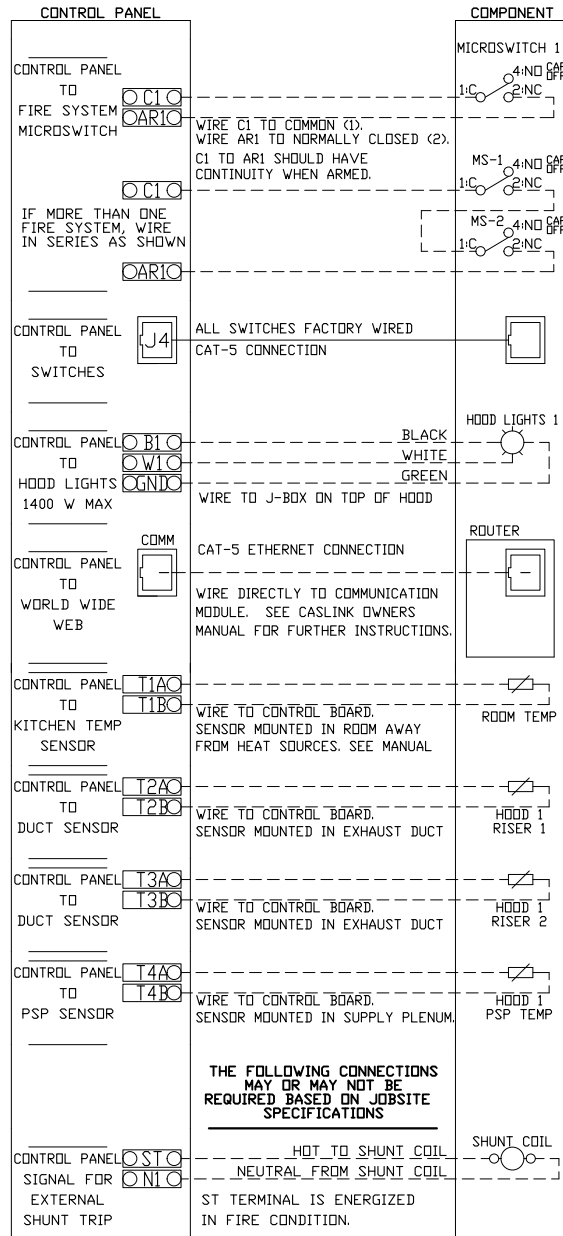 CONTROL PANEL
COMPONENT
CONTROL PANEL
TO
FIRE SYSTEM
MICROSWITCH
C1
AR1
WIRE C1 TO COMMON (1).
WIRE AR1 TO NORMALLY CLOSED (2).
C1 TO AR1 SHOULD HAVE
CONTINUITY WHEN ARMED.
MICROSWITCH 1
4:NO
1:C
2:NC
C1
IF MORE THAN ONE
FIRE SYSTEM, WIRE
IN SERIES AS SHOWN
AR1
MS-1
4:NO
1:C
2:NC
MS-2
4:NO
1:C
2:NC
CONTROL PANEL
TO
SWITCHES
J4
ALL SWITCHES FACTORY WIRED
CAT-5 CONNECTION
CONTROL PANEL
TO
HOOD LIGHTS
1400 W MAX
B1
W1
GND
BLACK
WHITE
GREEN
WIRE TO J-BOX ON TOP OF HOOD
HOOD LIGHTS 1
CONTROL PANEL
TO
WORLD WIDE
WEB
COMM
CAT-5 ETHERNET CONNECTION
WIRE DIRECTLY TO COMMUNICATION
MODULE. SEE CASLINK OWNERS
MANUAL FOR FURTHER INSTRUCTIONS.
ROUTER
CONTROL PANEL
TO
KITCHEN TEMP
SENSOR
T1A
T1B
WIRE TO CONTROL BOARD.
SENSOR MOUNTED IN ROOM AWAY
FROM HEAT SOURCES. SEE MANUAL
ROOM TEMP
CONTROL PANEL
TO
DUCT SENSOR
T2A
T2B
WIRE TO CONTROL BOARD.
SENSOR MOUNTED IN EXHAUST DUCT
HOOD 1
RISER 1
CONTROL PANEL
TO
DUCT SENSOR
T3A
T3B
WIRE TO CONTROL BOARD.
SENSOR MOUNTED IN EXHAUST DUCT
HOOD 1
RISER 2
CONTROL PANEL
TO
PSP SENSOR
T4A
T4B
WIRE TO CONTROL BOARD.
SENSOR MOUNTED IN SUPPLY PLENUM.
HOOD 1
PSP TEMP
THE FOLLOWING CONNECTIONS
MAY OR MAY NOT BE
REQUIRED BASED ON JOBSITE
SPECIFICATIONS
CONTROL PANEL
SIGNAL FOR
EXTERNAL
SHUNT TRIP
ST
N1
HOT TO SHUNT COIL
NEUTRAL FROM SHUNT COIL
ST TERMINAL IS ENERGIZED
IN FIRE CONDITION.
SHUNT COIL